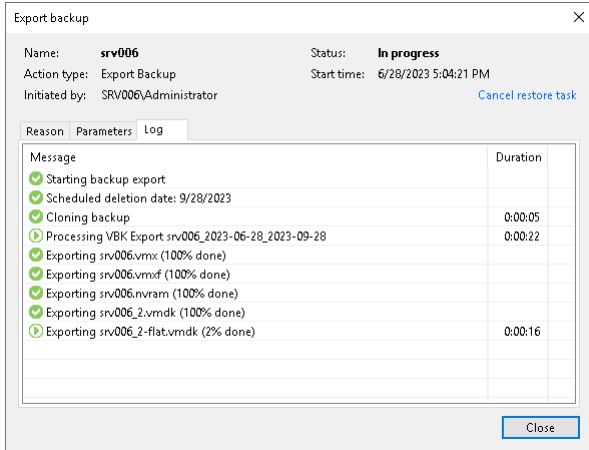 Export backup
Name: srv006 Status: In progress
Action type: Export Backup Start time: 6/28/2023 5:04:21 PM
Initiated by: SRV006\Administrator Cancel restore task
Reason Parameters Log
Message Duration
Starting backup export
Scheduled deletion date: 9/28/2023
Cloning backup 0:00:05
Processing VBK Export srv006_2023-06-28_2023-09-28 0:00:22
Exporting srv006.vmx (100% done)
Exporting srv006.vmxf (100% done)
Exporting srv006.nvram (100% done)
Exporting srv006_2.vmdk (100% done)
Exporting srv006_2-flat.vmdk (2% done) 0:00:16
Close